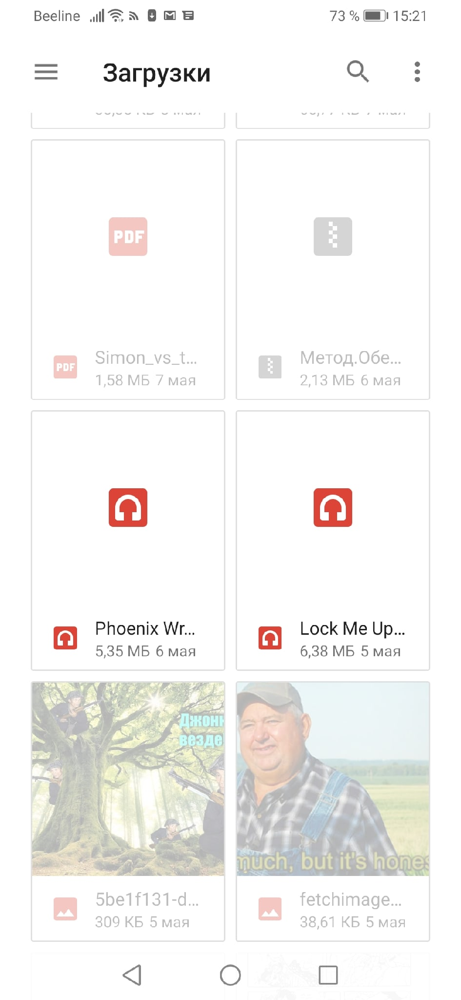 Beeline 73 % 15:21
Загрузки
PDF
PDF Simon_vs_t...
1,58 МБ 7 мая
Метод.Обе...
2,13 МБ 6 мая
Phoenix Wr...
5,35 МБ 6 мая
Lock Me Up...
6,38 МБ 5 мая
Джонн
везде
much, but it's hones
5be1f131-d...
309 КБ 5 мая
fetchimage...
38,61 КБ 5 мая